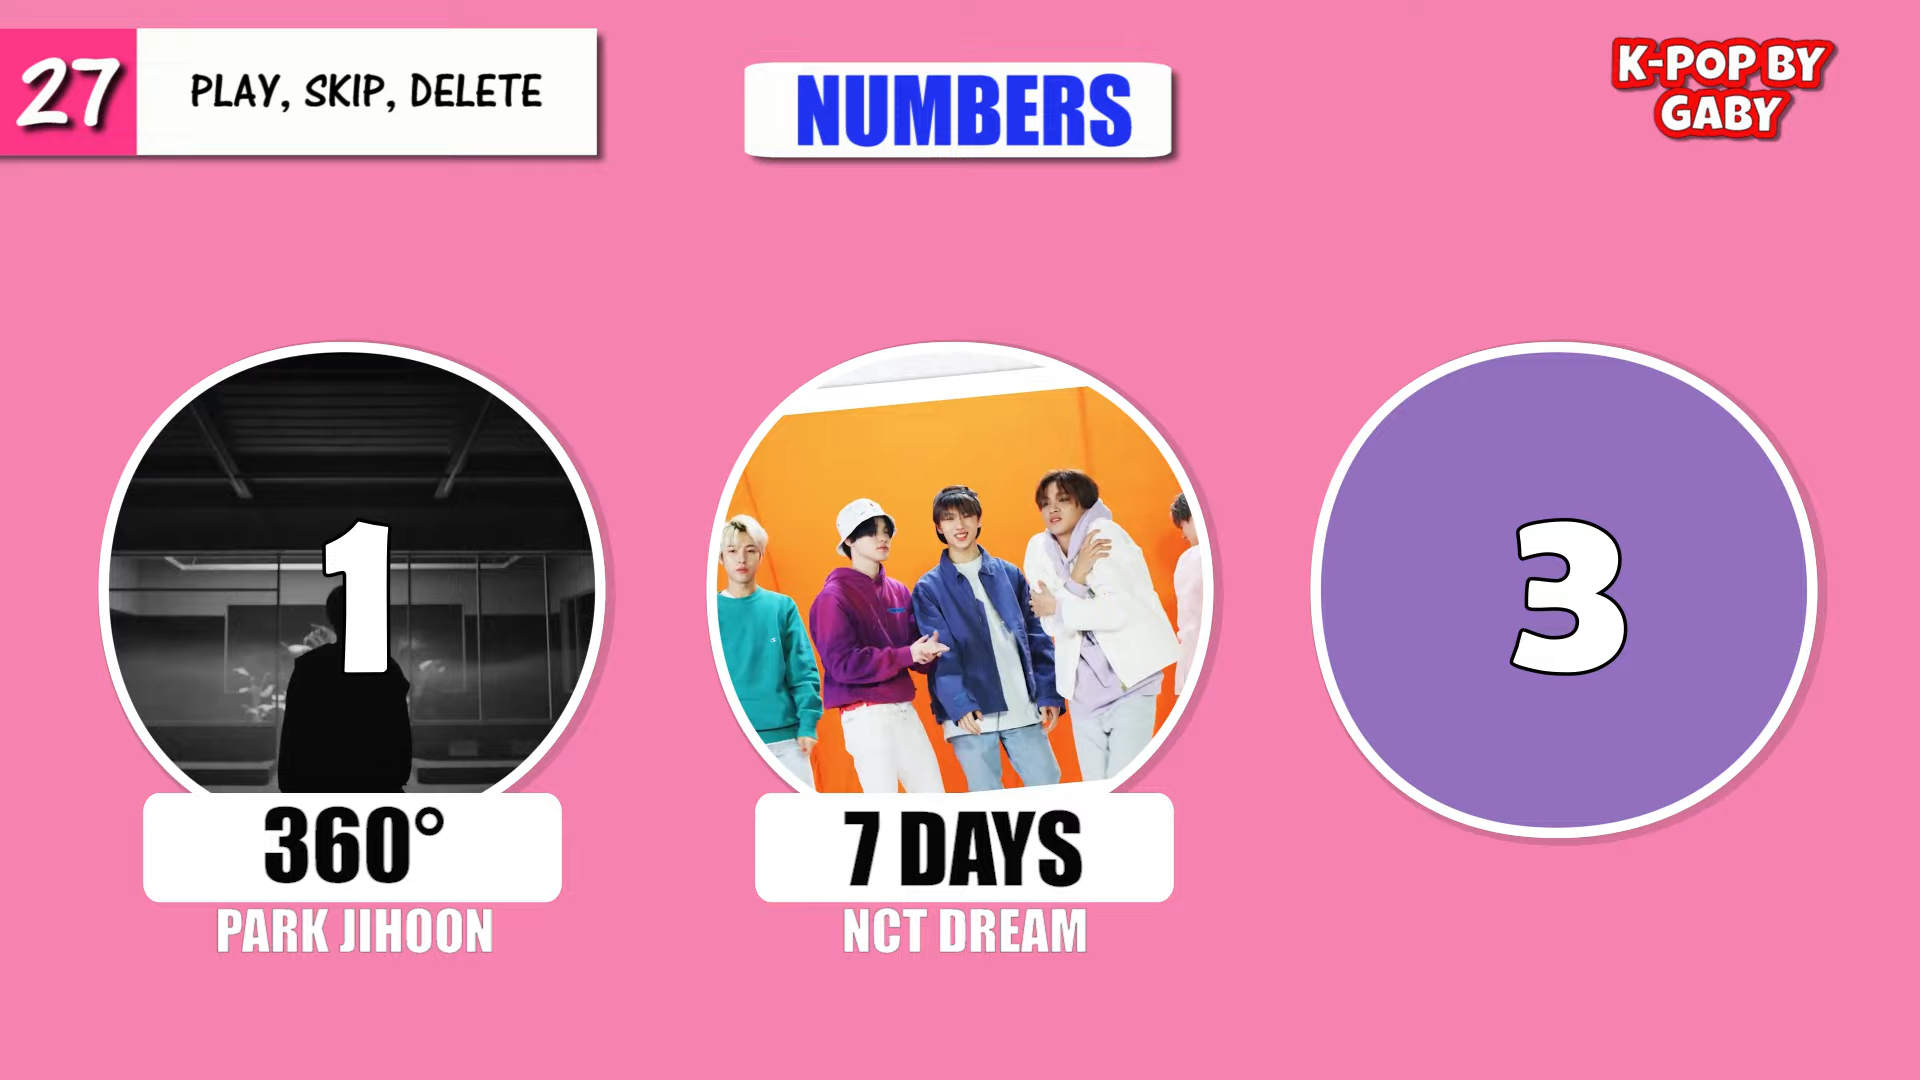 27
PLAY, SKIP, DELETE
NUMBERS
K-POP BY
GABY
1
3
360°
PARK JIHOON
7 DAYS
NCT DREAM